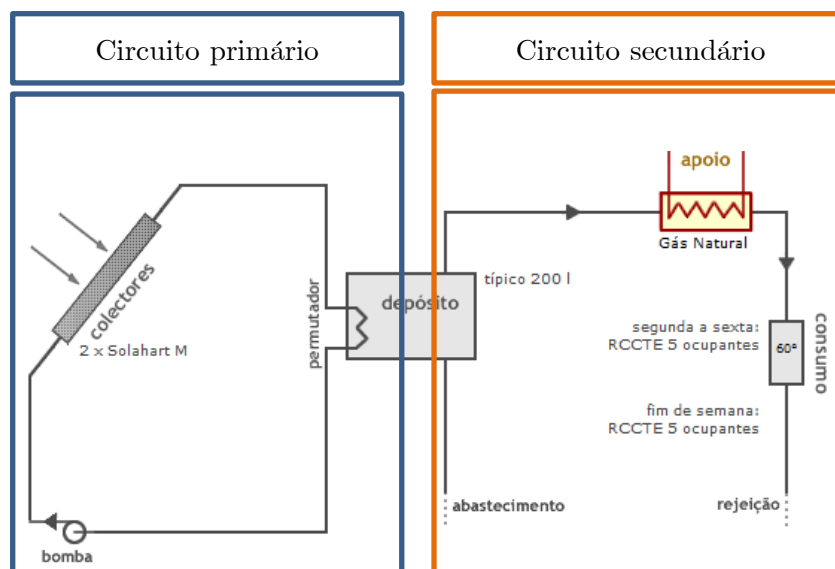 Circuito primário
Circuito secundário
colectores
2 x Solahart M
bomba
permutador
depósito
típico 200 l
apoio
Gás Natural
segunda a sexta:
RCCTE 5 ocupantes
60º
consumo
fim de semana:
RCCTE 5 ocupantes
abastecimento
rejeição